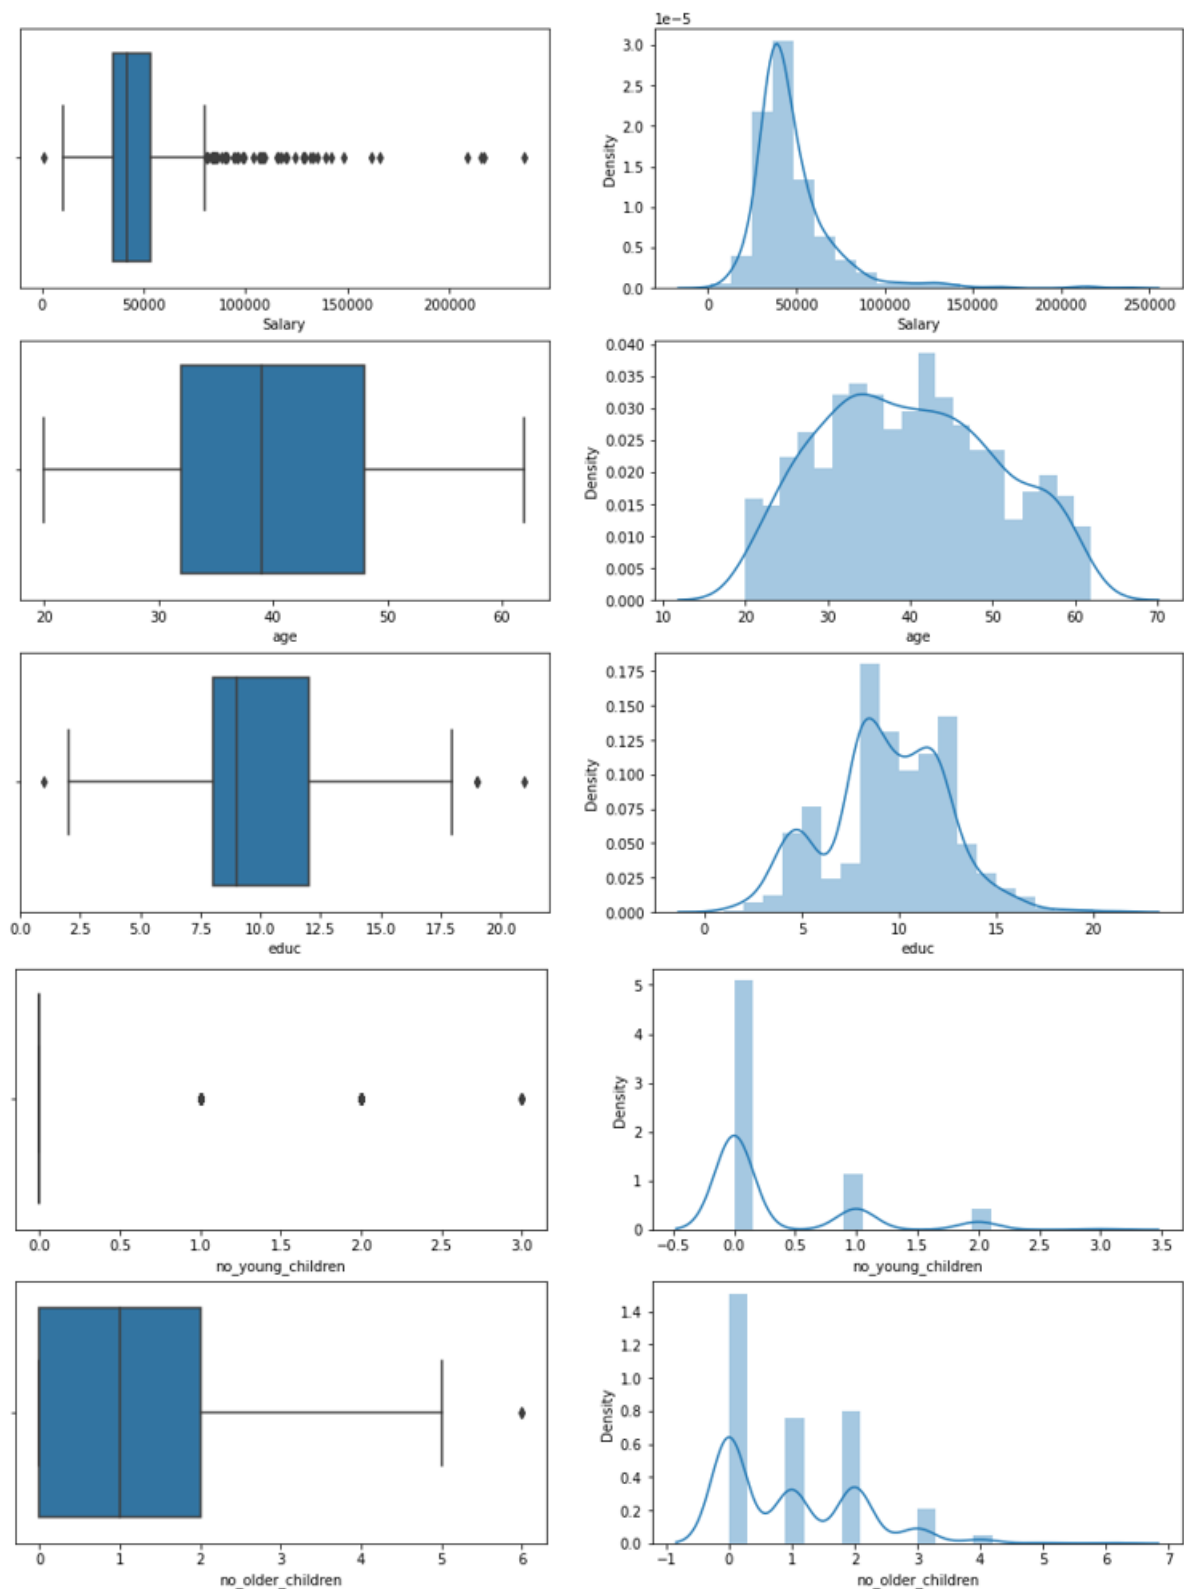 0 50000 100000 150000 200000
Salary
1e−5
3.0
2.5
2.0
1.5
1.0
0.5
0.0
Density
0 50000 100000 150000 200000 250000
Salary
20 30 40 50 60
age
0.040
0.035
0.030
0.025
0.020
0.015
0.010
0.005
0.000
Density
10 20 30 40 50 60 70
age
0.0 2.5 5.0 7.5 10.0 12.5 15.0 17.5 20.0
educ
0.175
0.150
0.125
0.100
0.075
0.050
0.025
0.000
Density
0 5 10 15 20
educ
0.0 0.5 1.0 1.5 2.0 2.5 3.0
no_young_children
5
4
3
2
1
0
Density
−0.5 0.0 0.5 1.0 1.5 2.0 2.5 3.0 3.5
no_young_children
0 1 2 3 4 5 6
no_older_children
1.4
1.2
1.0
0.8
0.6
0.4
0.2
0.0
Density
−1 0 1 2 3 4 5 6 7
no_older_children